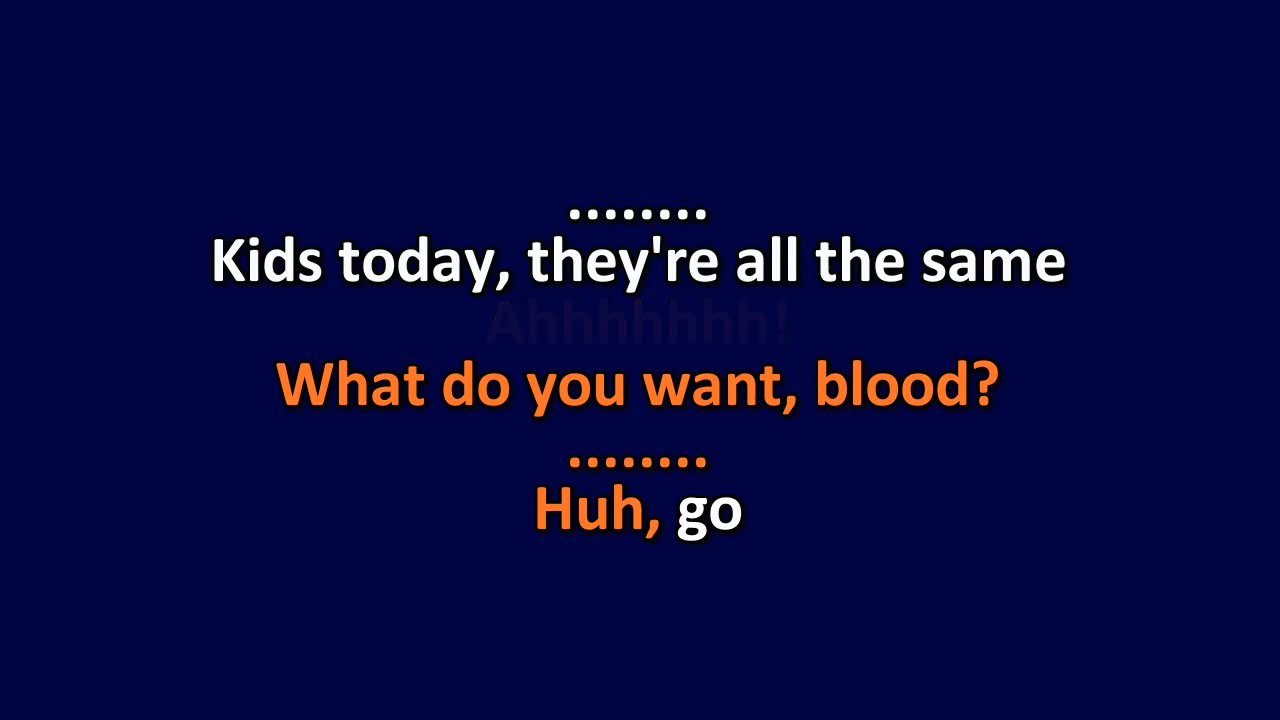 ........
Kids today, they're all the same
Ahhhhhhh!
What do you want, blood?
........
Huh, go